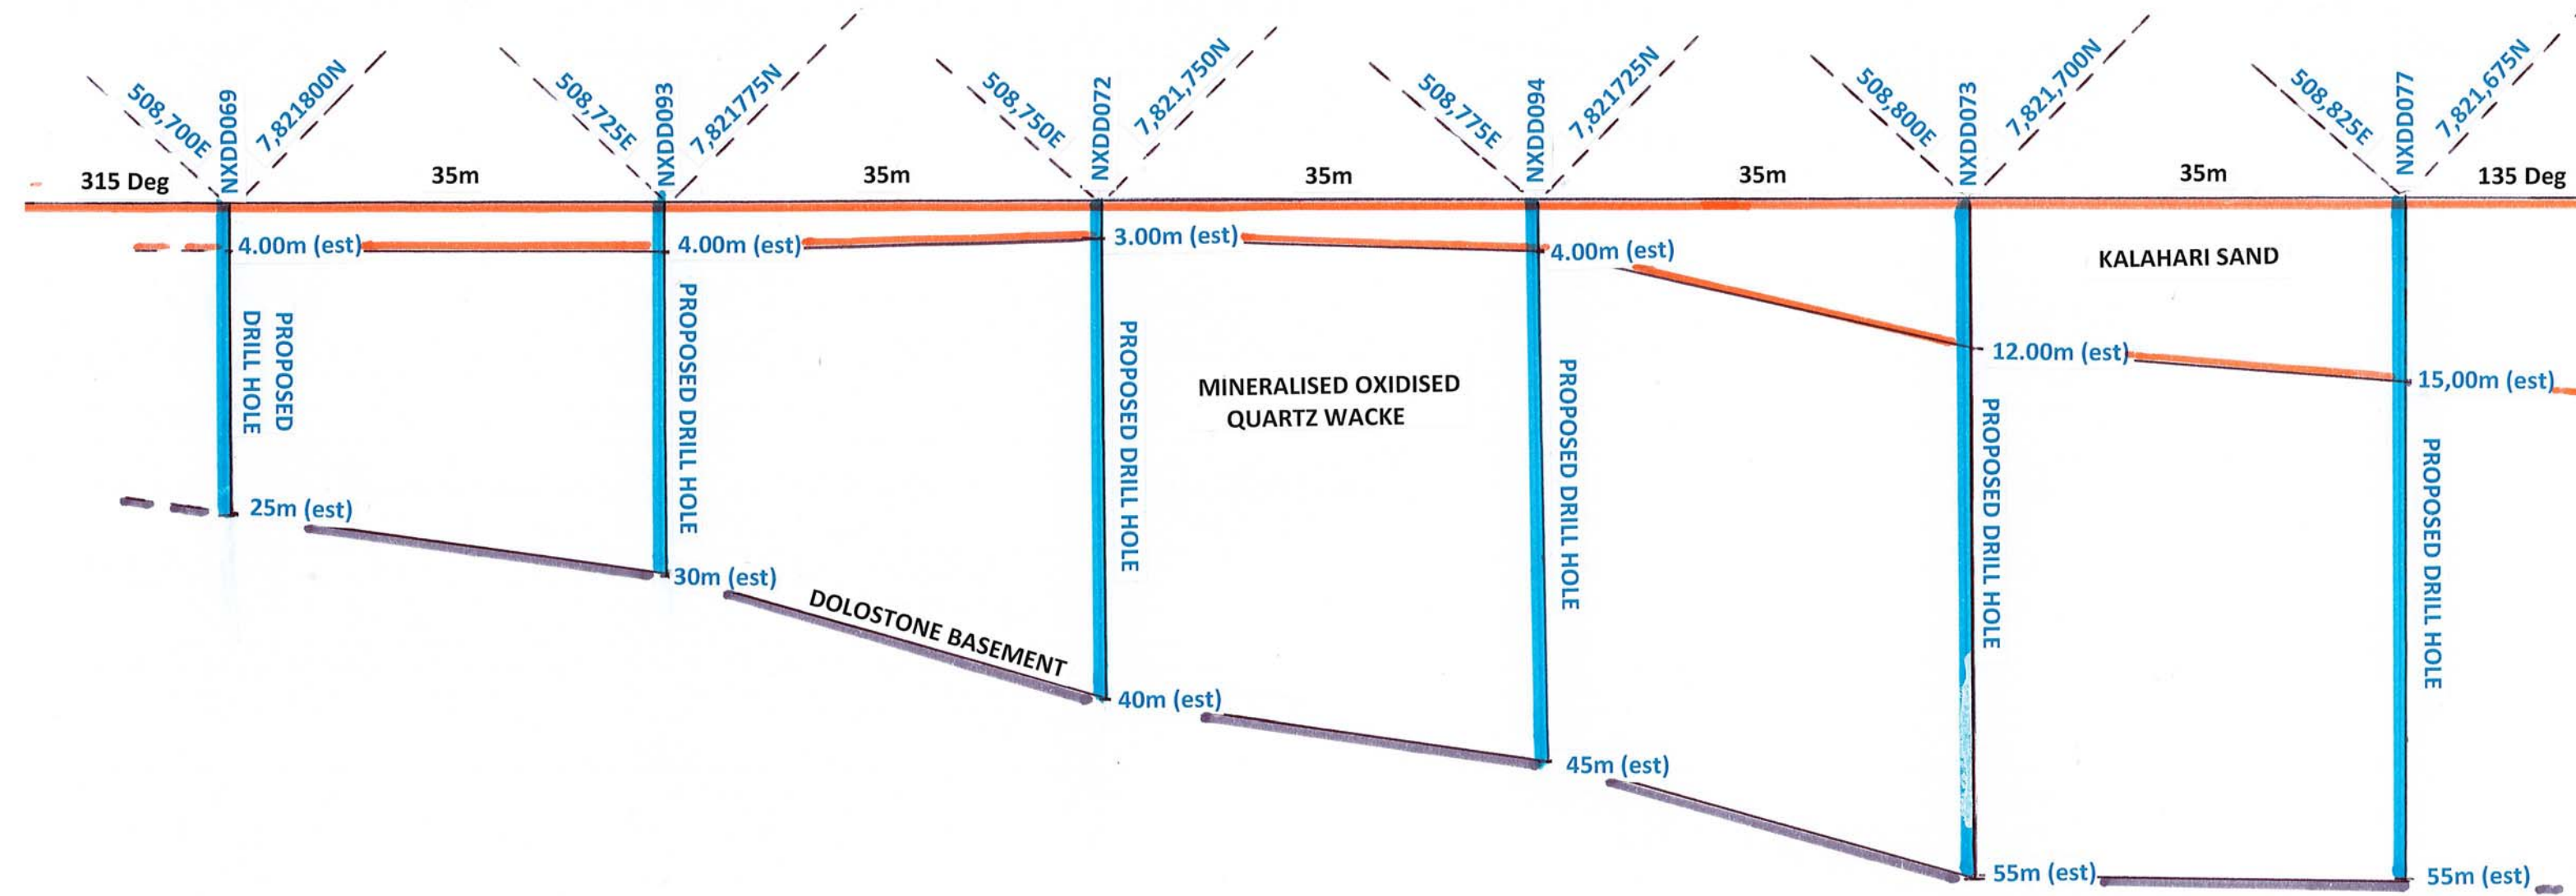 508,700E
NXDD069
7,821800N
508,725E
NXDD093
7,821775N
508,750E
NXDD072
7,821,750N
508,775E
NXDD094
7,821725N
508,800E
NXDD073
7,821,700N
508,825E
NXDD077
7,821,675N
315 Deg
35m
35m
35m
35m
35m
135 Deg
4.00m (est)
4.00m (est)
3.00m (est)
4.00m (est)
KALAHARI SAND
12.00m (est)
15,00m (est)
PROPOSED
DRILL HOLE
PROPOSED DRILL HOLE
PROPOSED DRILL HOLE
MINERALISED OXIDISED
QUARTZ WACKE
PROPOSED DRILL HOLE
PROPOSED DRILL HOLE
PROPOSED DRILL HOLE
25m (est)
30m (est)
DOLOSTONE BASEMENT
40m (est)
45m (est)
55m (est)
55m (est)